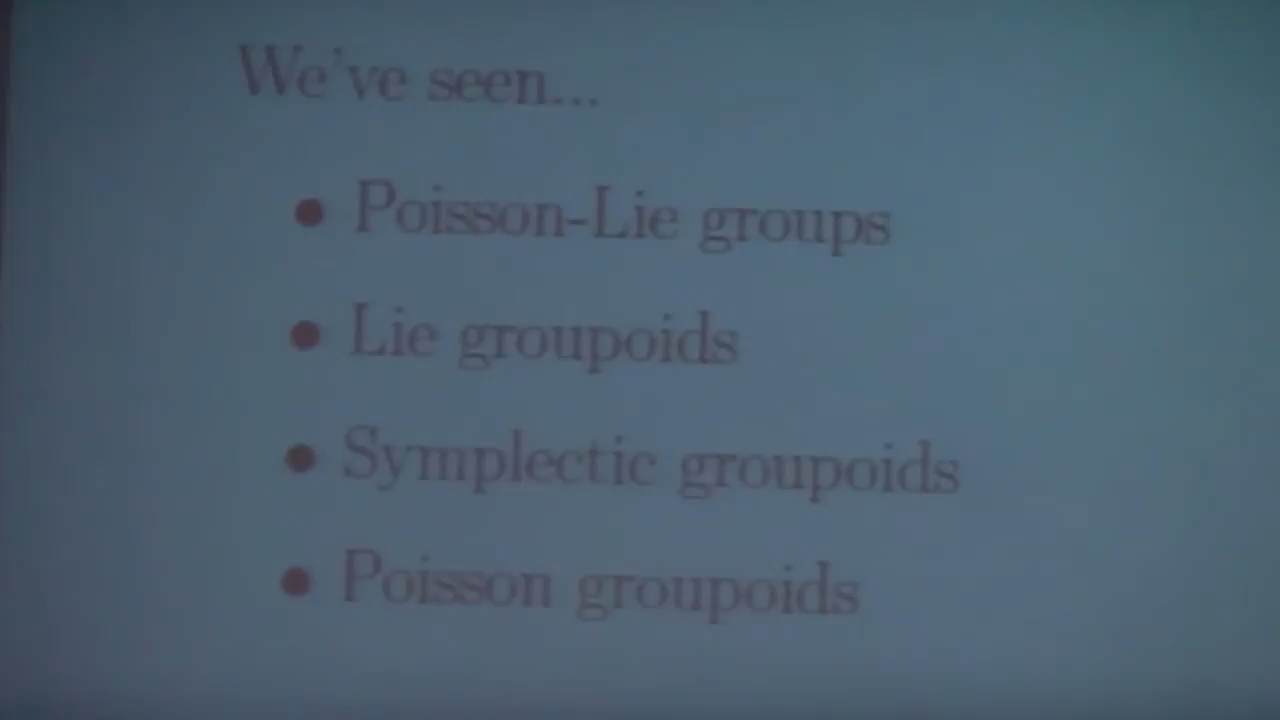 We've seen...
• Poisson-Lie groups
• Lie groupoids
• Symplectic groupoids
• Poisson groupoids